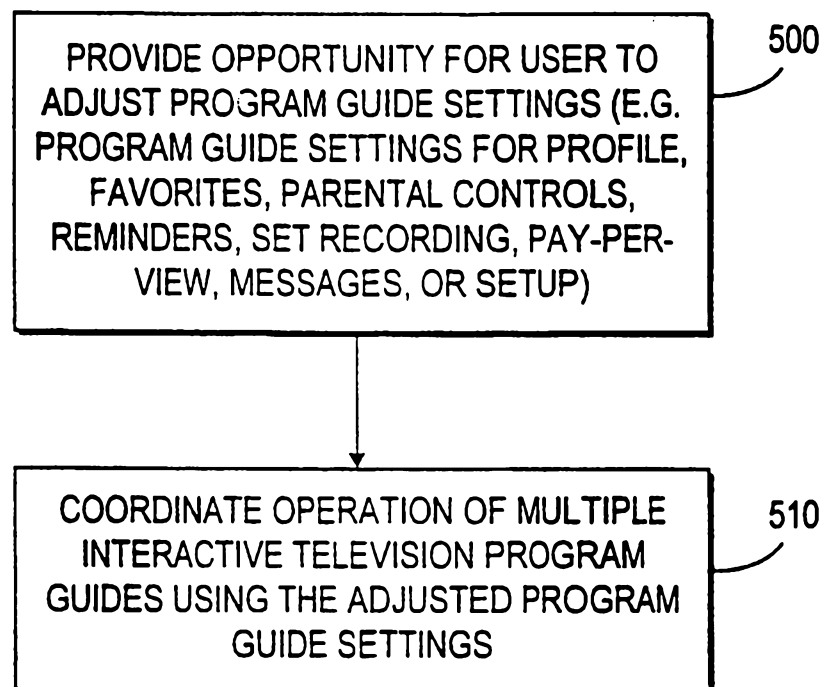 PROVIDE OPPORTUNITY FOR USER TO
ADJUST PROGRAM GUIDE SETTINGS (E.G.
PROGRAM GUIDE SETTINGS FOR PROFILE,
FAVORITES, PARENTAL CONTROLS,
REMINDERS, SET RECORDING, PAY-PER-
VIEW, MESSAGES, OR SETUP)
500
COORDINATE OPERATION OF MULTIPLE
INTERACTIVE TELEVISION PROGRAM
GUIDES USING THE ADJUSTED PROGRAM
GUIDE SETTINGS
510